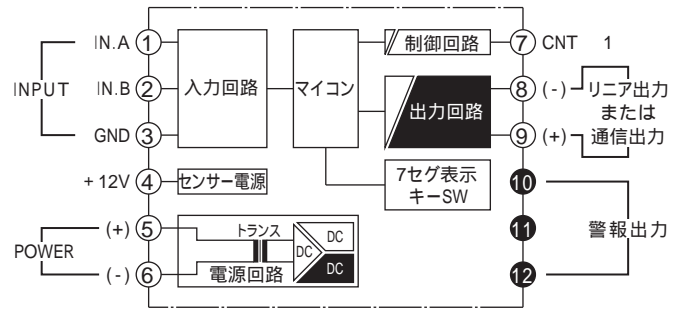 IN.A 1 入力回路 マイコン 制御回路 7 CNT 1
INPUT IN.B 2 出力回路 8 (-) リニア出力
または
GND 3 9 (+) 通信出力
+12V 4 センサー電源 7セグ表示 10
キーSW
(+) 5 トランス DC 11 警報出力
POWER DC
(-) 6 電源回路 DC 12